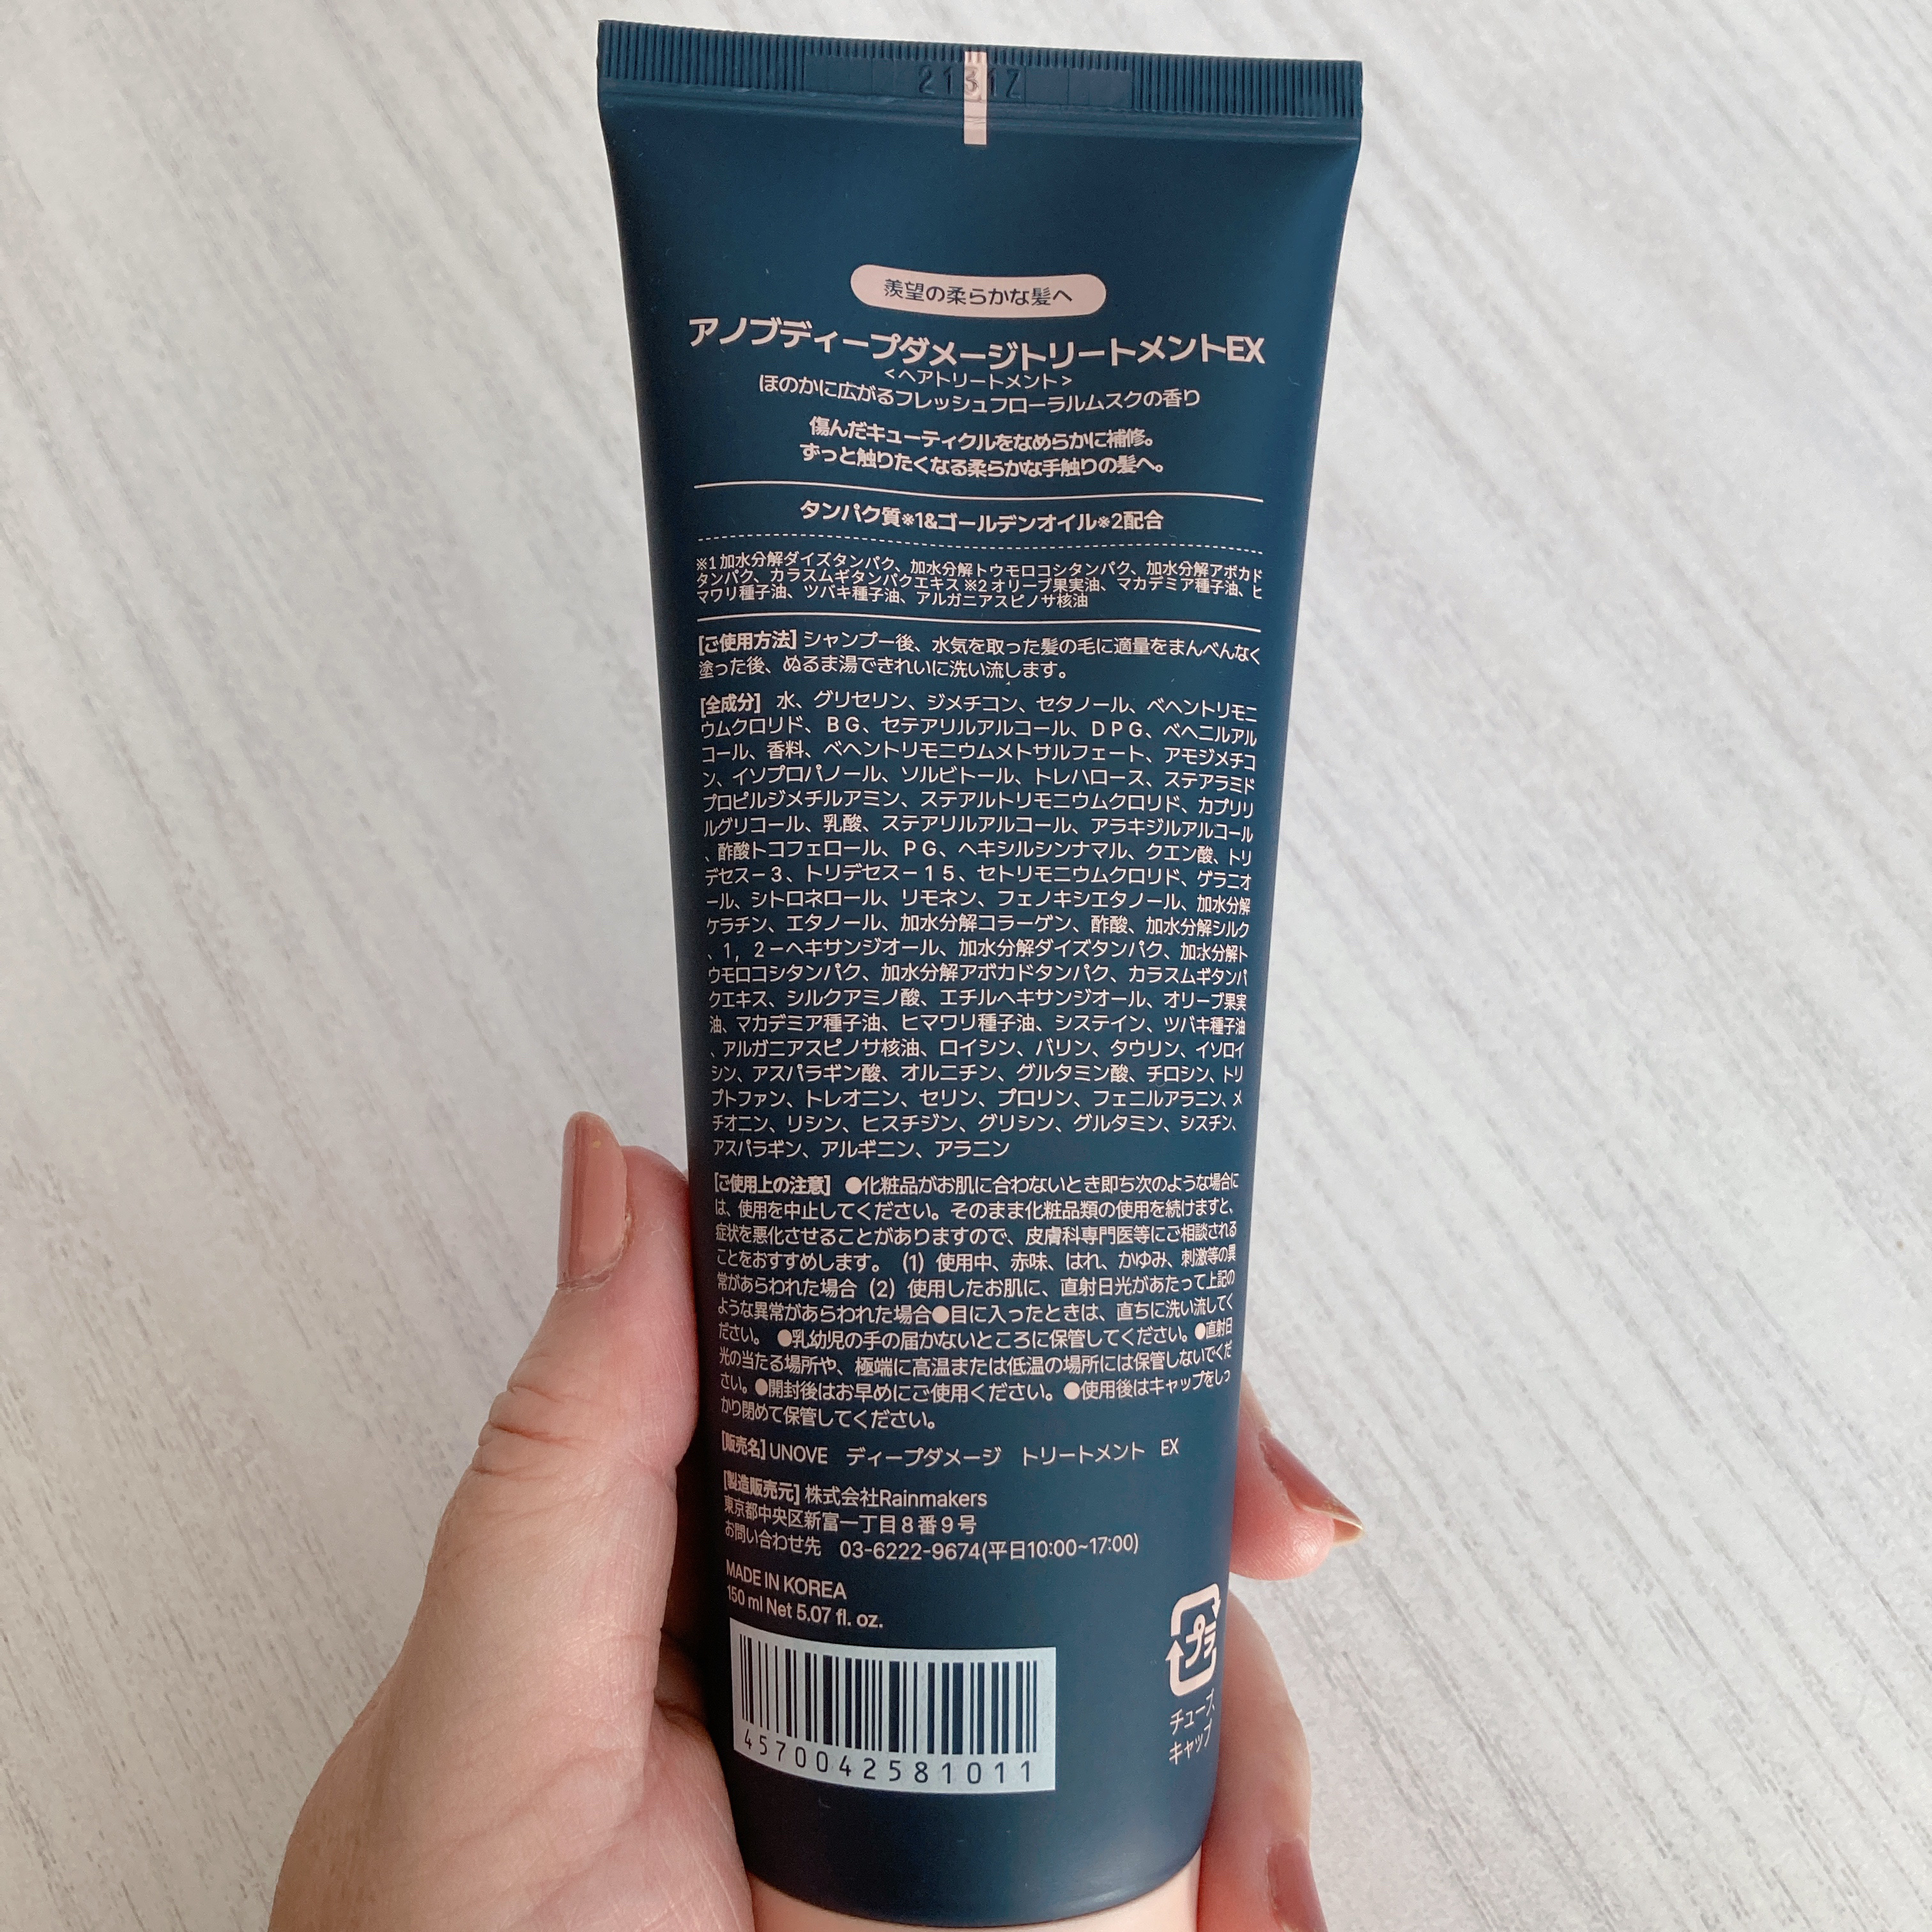 2131Z
羨望の柔らかな髪へ
アノブディープダメージトリートメントEX
<ヘアトリートメント>
ほのかに広がるフレッシュフローラルムスクの香り
傷んだキューティクルをなめらかに補修。
ずっと触りたくなる柔らかな手触りの髪へ。
タンパク質※1&ゴールデンオイル※2配合
※1 加水分解ダイズタンパク、加水分解トウモロコシタンパク、加水分解アボカド
タンパク、カラスムギタンパクエキス ※2 オリーブ果実油、マカデミア種子油、ヒ
マワリ種子油、ツバキ種子油、アルガニアスピノサ核油
[ご使用方法] シャンプー後、水気を取った髪の毛に適量をまんべんなく
塗った後、ぬるま湯できれいに洗い流します。
[全成分] 水、グリセリン、ジメチコン、セタノール、ベヘントリモニ
ウムクロリド、BG、セテアリルアルコール、DPG、ベヘニルアル
コール、香料、ベヘントリモニウムメトサルフェート、アモジメチコ
ン、イソプロパノール、ソルビトール、トレハロース、ステアラミド
プロピルジメチルアミン、ステアルトリモニウムクロリド、カプリリ
ルグリコール、乳酸、ステアリルアルコール、アラキジルアルコール
、酢酸トコフェロール、PG、ヘキシルシンナマル、クエン酸、トリ
デセス－3、トリデセス－15、セトリモニウムクロリド、ゲラニオ
ール、シトロネロール、リモネン、フェノキシエタノール、加水分解
ケラチン、エタノール、加水分解コラーゲン、酢酸、加水分解シルク
、1，2－ヘキサンジオール、加水分解ダイズタンパク、加水分解ト
ウモロコシタンパク、加水分解アボカドタンパク、カラスムギタンパ
クエキス、シルクアミノ酸、エチルヘキサンジオール、オリーブ果実
油、マカデミア種子油、ヒマワリ種子油、システイン、ツバキ種子油
、アルガニアスピノサ核油、ロイシン、バリン、タウリン、イソロイ
シン、アスパラギン酸、オルニチン、グルタミン酸、チロシン、トリ
プトファン、トレオニン、セリン、プロリン、フェニルアラニン、メ
チオニン、リシン、ヒスチジン、グリシン、グルタミン、シスチン、
アスパラギン、アルギニン、アラニン
[ご使用上の注意] ●化粧品がお肌に合わないとき即ち次のような場合に
は、使用を中止してください。そのまま化粧品類の使用を続けますと、
症状を悪化させることがありますので、皮膚科専門医等にご相談される
ことをおすすめします。 (1) 使用中、赤味、はれ、かゆみ、刺激等の異
常があらわれた場合 (2) 使用したお肌に、直射日光があたって上記の
ような異常があらわれた場合●目に入ったときは、直ちに洗い流してく
ださい。 ●乳幼児の手の届かないところに保管してください。●直射日
光の当たる場所や、極端に高温または低温の場所には保管しないでくだ
さい。●開封後はお早めにご使用ください。●使用後はキャップをしっ
かり閉めて保管してください。
[販売名] UNOVE ディープダメージ トリートメント EX
[製造販売元] 株式会社Rainmakers
東京都中央区新富一丁目8番9号
お問い合わせ先 03-6222-9674(平日10:00~17:00)
MADE IN KOREA
150 ml Net 5.07 fl. oz.
4570042581011
プラ
チューブ
キャップ